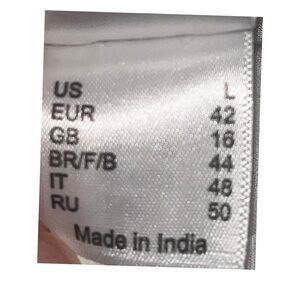 US L
EUR 42
GB 16
BR/F/B 44
IT 48
RU 50
Made in India